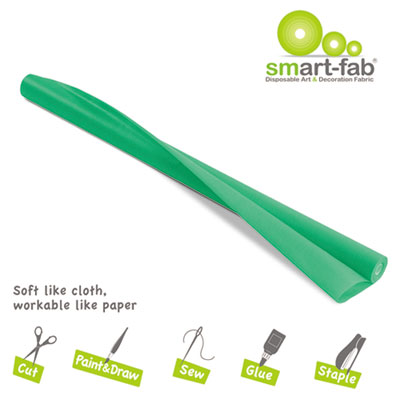 smart-fab®
Disposable Art & Decoration Fabric
Soft like cloth,
workable like paper
Cut
Paint&Draw
Sew
Glue
Staple